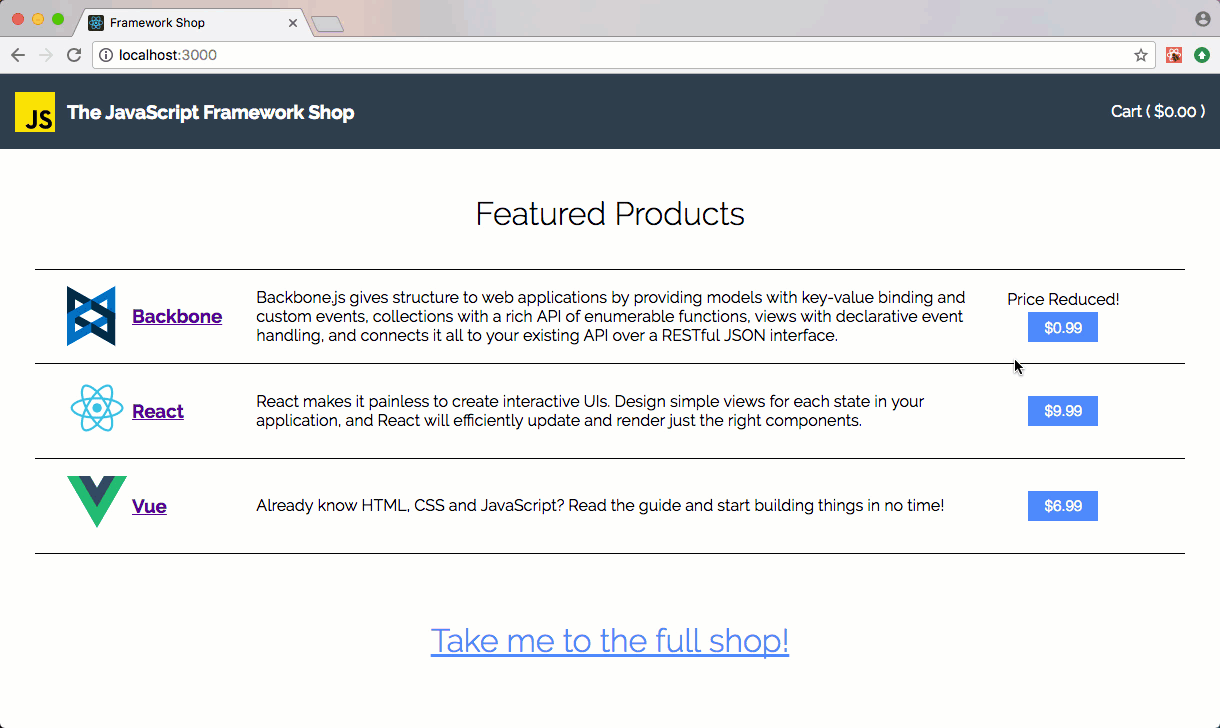 Framework Shop
localhost:3000
JS
The JavaScript Framework Shop
Cart ( $0.00 )
Featured Products
Backbone
Backbone.js gives structure to web applications by providing models with key-value binding and
custom events, collections with a rich API of enumerable functions, views with declarative event
handling, and connects it all to your existing API over a RESTful JSON interface.
Price Reduced!
$0.99
React
React makes it painless to create interactive UIs. Design simple views for each state in your
application, and React will efficiently update and render just the right components.
$9.99
Vue
Already know HTML, CSS and JavaScript? Read the guide and start building things in no time!
$6.99
Take me to the full shop!